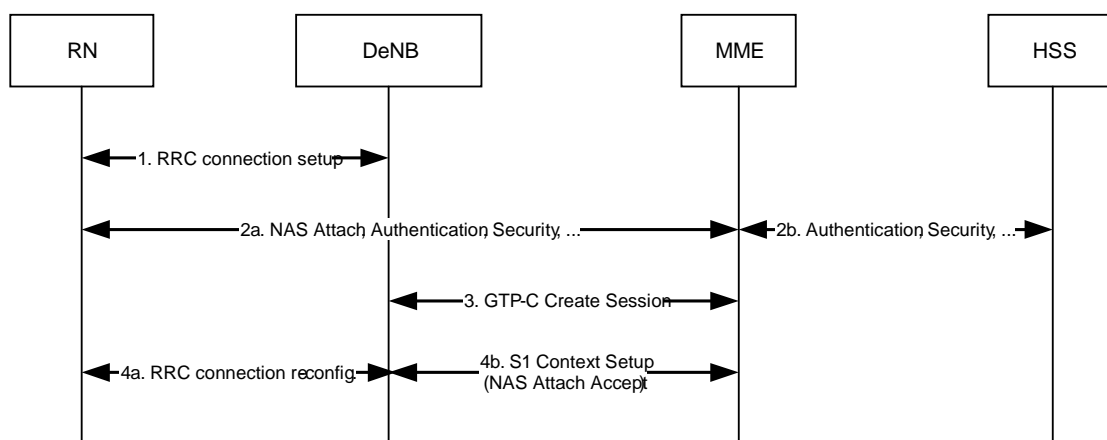 RN
DeNB
MME
HSS
1. RRC connection setup
2a. NAS Attach, Authentication, Security, ...
2b. Authentication, Security, ...
3. GTP-C Create Session
4a. RRC connection reconfig.
4b. S1 Context Setup
(NAS Attach Accept)